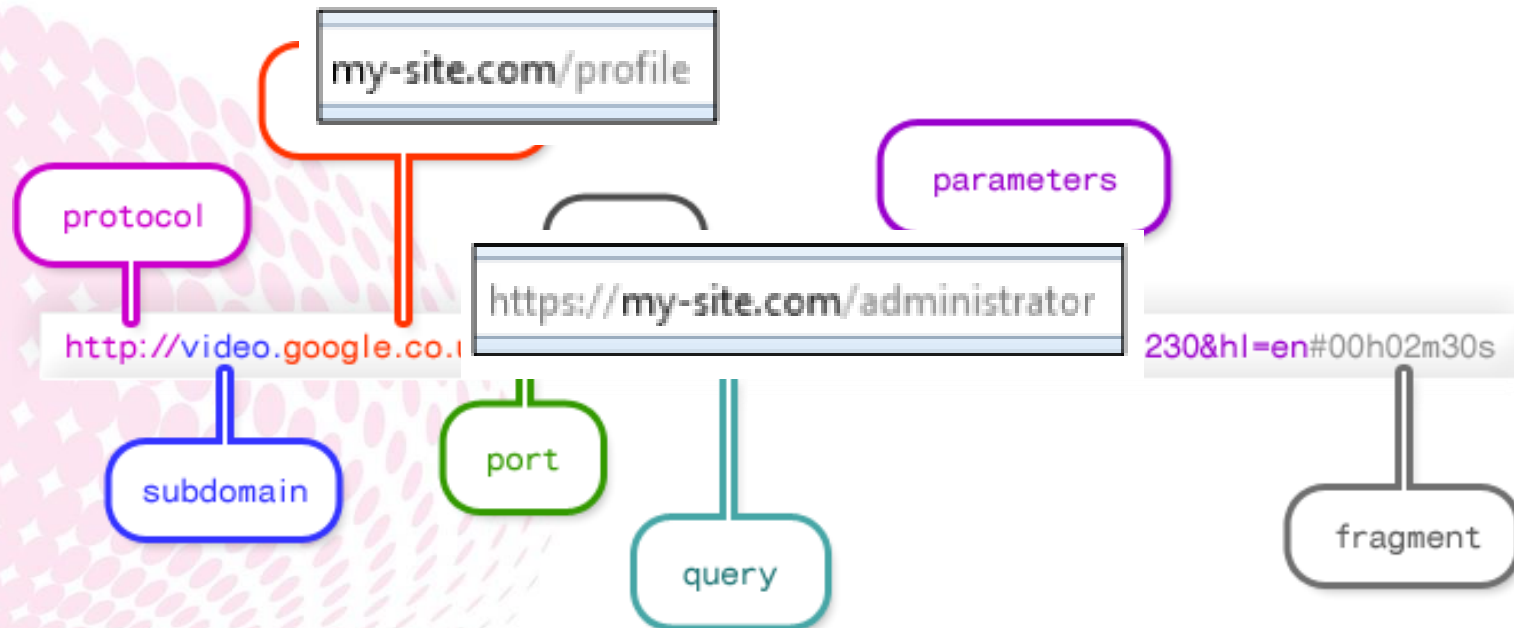 my-site.com/profile
parameters
protocol
https://my-site.com/administrator
http://video.google.co. 230&hl=en#00h02m30s
port
subdomain
fragment
query